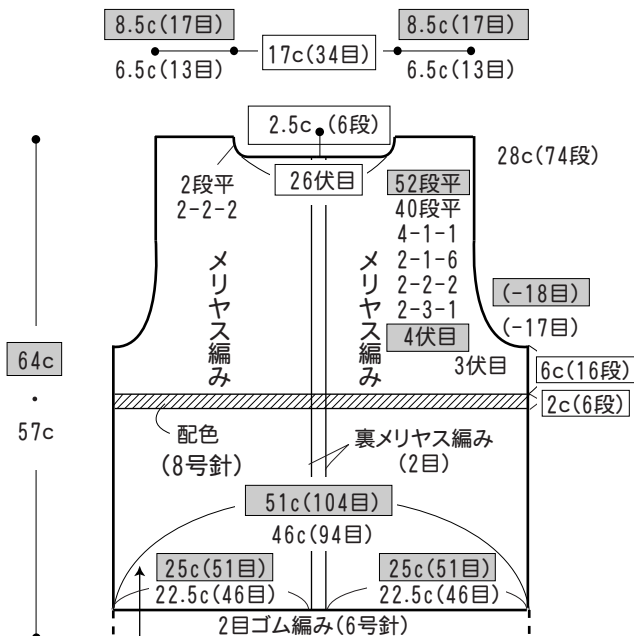 8.5c(17目)
17c(34目)
8.5c(17目)
6.5c(13目)
6.5c(13目)
2.5c (6段)
28c(74段)
2段平
2-2-2
26伏目
52段平
40段平
4-1-1
2-1-6
2-2-2
2-3-1
4伏目
3伏目
メリヤス編み
メリヤス編み
(-18目)
(-17目)
64c
・
57c
6c(16段)
2c(6段)
配色
(8号針)
裏メリヤス編み
(2目)
51c(104目)
46c(94目)
25c(51目)
22.5c(46目)
25c(51目)
22.5c(46目)
2目ゴム編み(6号針)